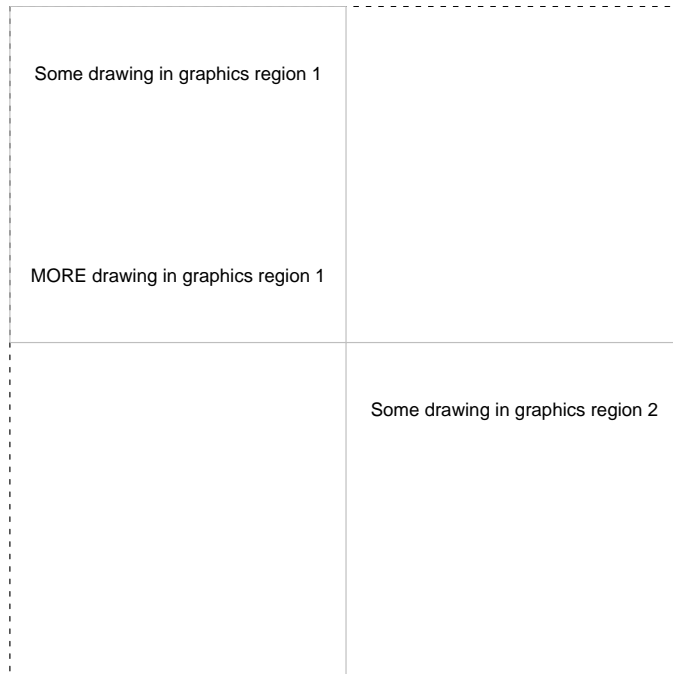 Some drawing in graphics region 1
MORE drawing in graphics region 1
Some drawing in graphics region 2